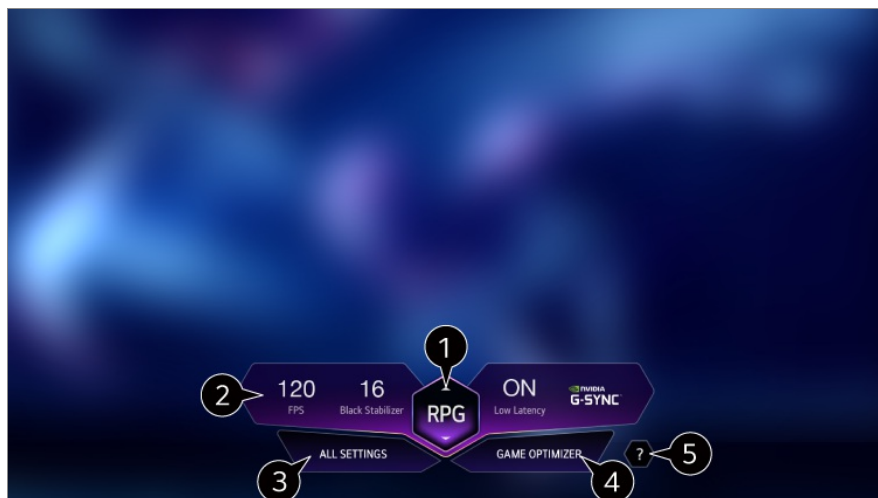 1
2
120
FPS
16
Black Stabilizer
RPG
ON
Low Latency
NVIDIA
G-SYNC
ALL SETTINGS
GAME OPTIMIZER
?
5
3
4